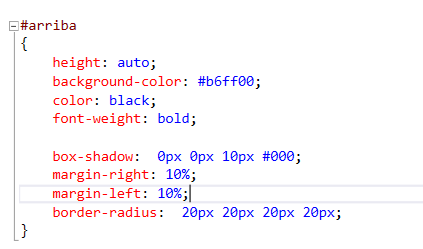 #arriba
{
height: auto;
background-color: #b6ff00;
color: black;
font-weight: bold;
box-shadow:  0px 0px 10px #000;
margin-right: 10%;
margin-left: 10%;
border-radius:  20px 20px 20px 20px;
}